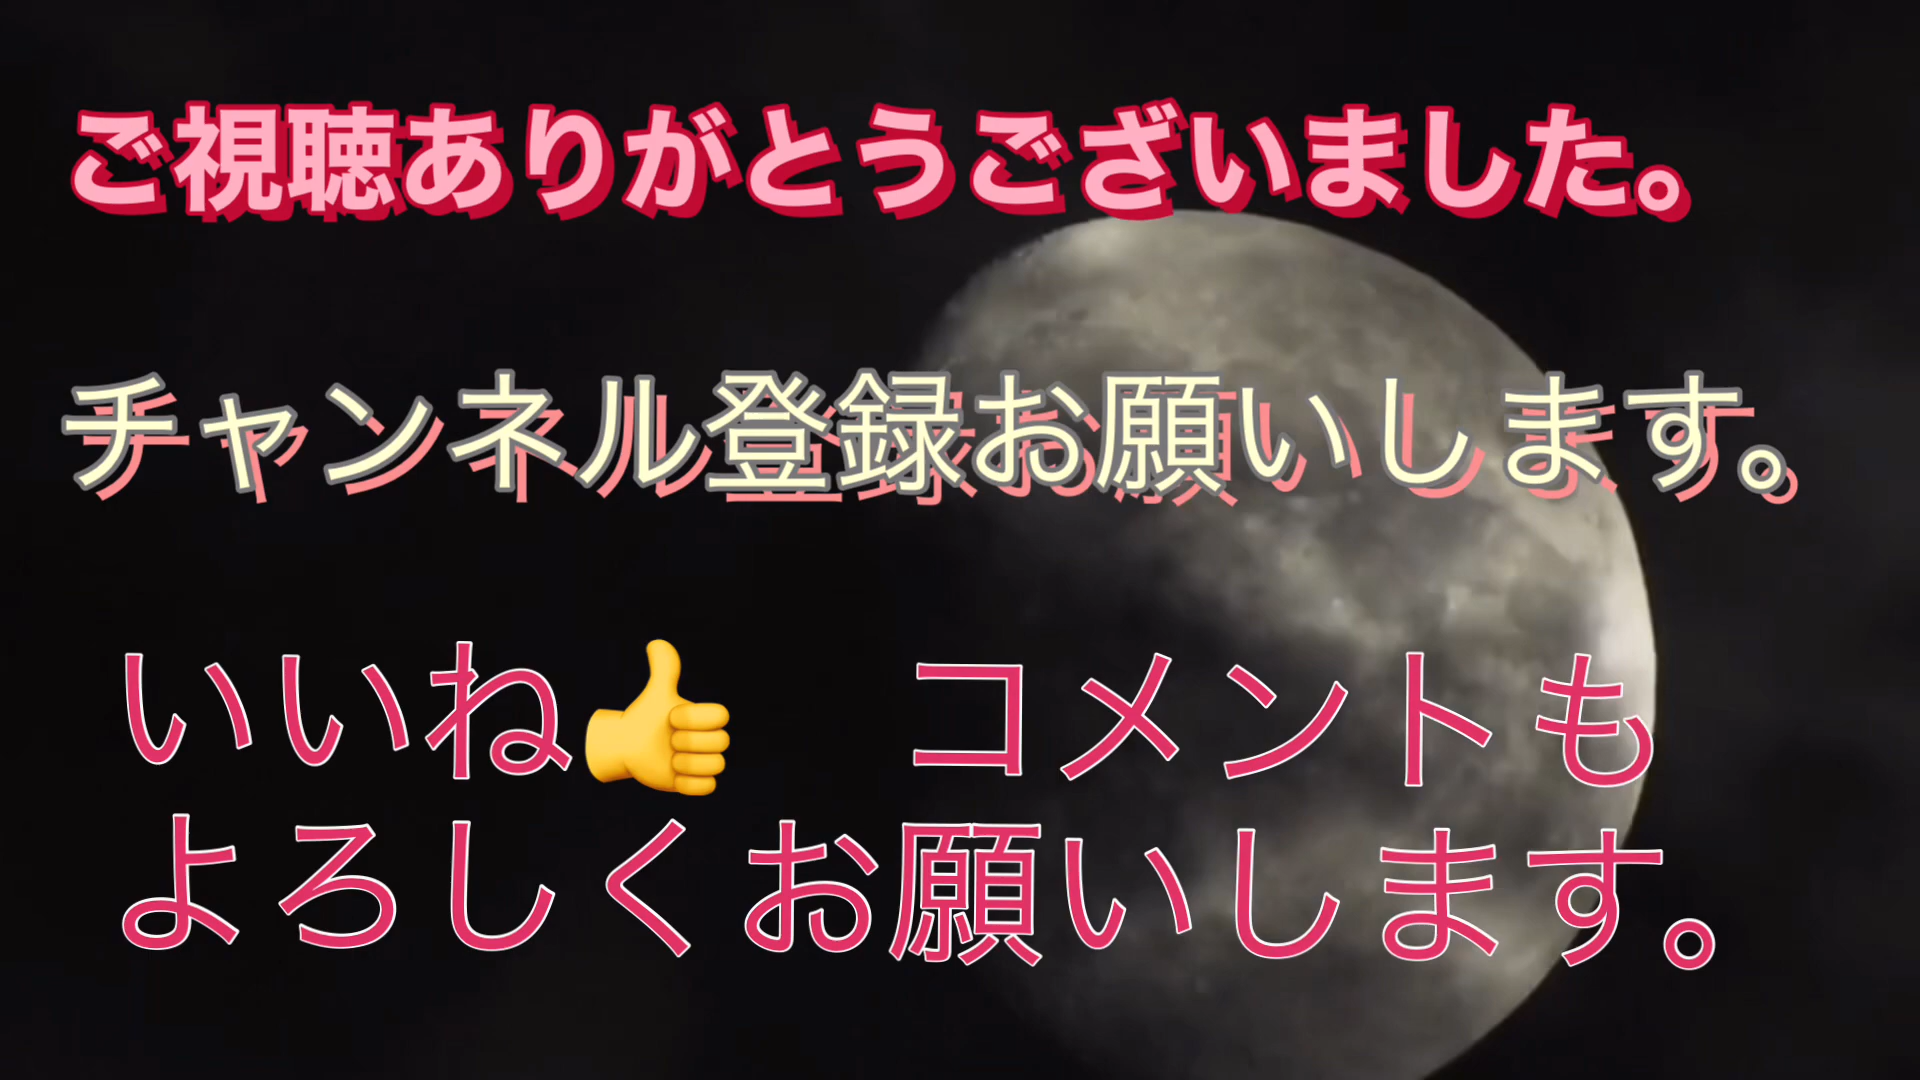 ご視聴ありがとうございました。
チャンネル登録お願いします。
いいね👍　コメントも
よろしくお願いします。